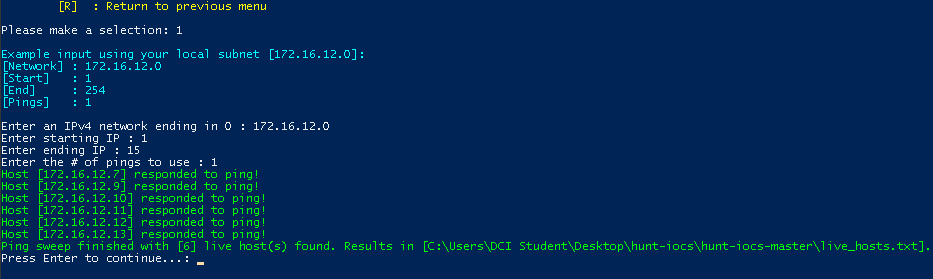 [R]  : Return to previous menu
Please make a selection: 1
Example input using your local subnet [172.16.12.0]:
[Network] : 172.16.12.0
[Start]   : 1
[End]     : 254
[Pings]   : 1
Enter an IPv4 network ending in 0 : 172.16.12.0
Enter starting IP : 1
Enter ending IP : 15
Enter the # of pings to use : 1
Host [172.16.12.7] responded to ping!
Host [172.16.12.9] responded to ping!
Host [172.16.12.10] responded to ping!
Host [172.16.12.11] responded to ping!
Host [172.16.12.12] responded to ping!
Host [172.16.12.13] responded to ping!
Ping sweep finished with [6] live host(s) found. Results in [C:\Users\DCI Student\Desktop\hunt-iocs\hunt-iocs-master\live_hosts.txt].
Press Enter to continue...: _